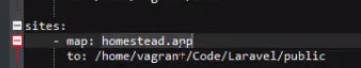 sites:
- map: homestead.app
to: /home/vagrant/Code/Laravel/public